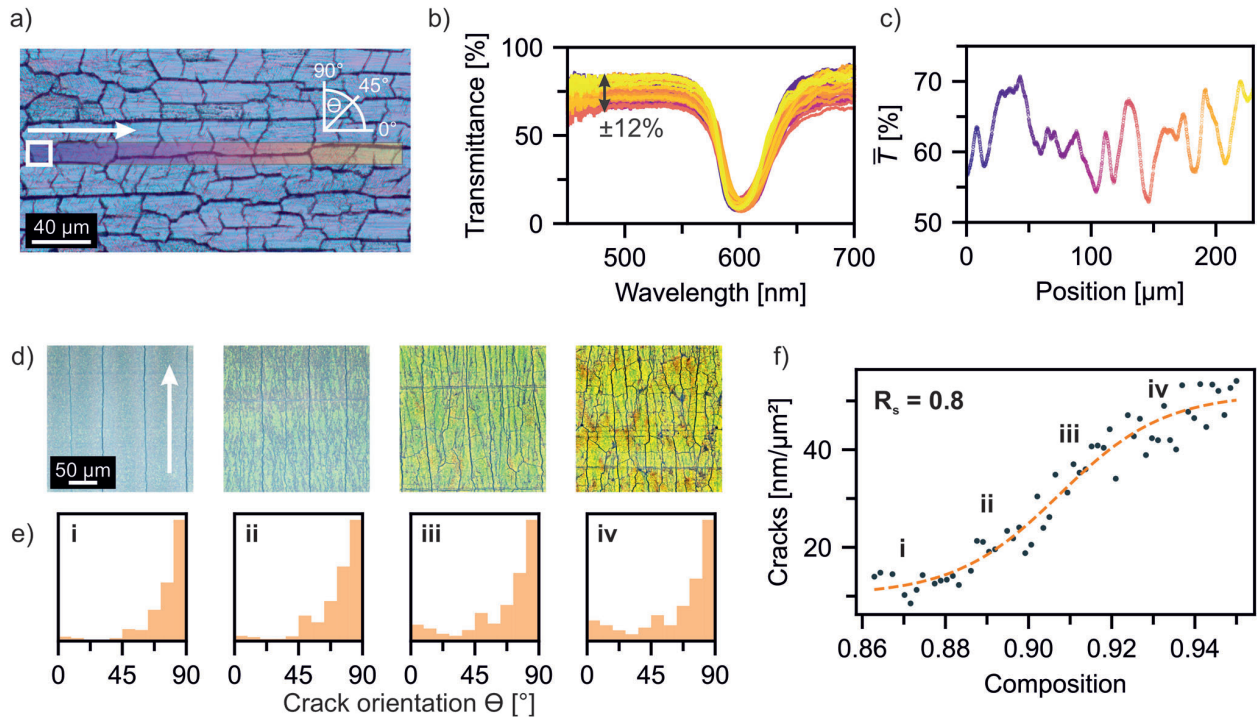 a)
90°
45°
Θ
0°
40 µm
b)
Transmittance [%]
100
50
0
±12%
500
600
700
Wavelength [nm]
c)
T̅ [%]
70
60
50
0
100
200
Position [µm]
d)
50 µm
e)
i
ii
iii
iv
0
45
90
0
45
90
0
45
90
0
45
90
Crack orientation Θ [°]
f)
Cracks [nm/µm²]
40
20
R_s = 0.8
i
ii
iii
iv
0.86
0.88
0.90
0.92
0.94
Composition